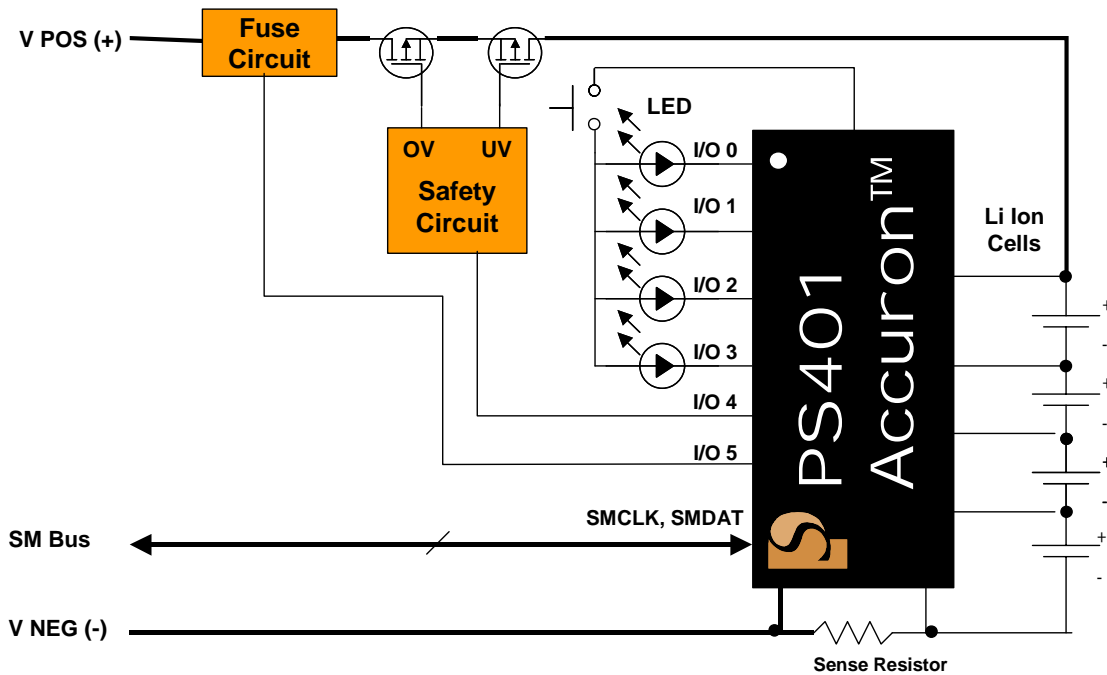 V POS (+)
Fuse
Circuit
LED
OV UV
Safety
Circuit
I/O 0
I/O 1
I/O 2
I/O 3
I/O 4
I/O 5
PS401
Accuron™
Li Ion
Cells
+
-
+
-
+
-
+
-
SMCLK, SMDAT
SM Bus
V NEG (-)
Sense Resistor